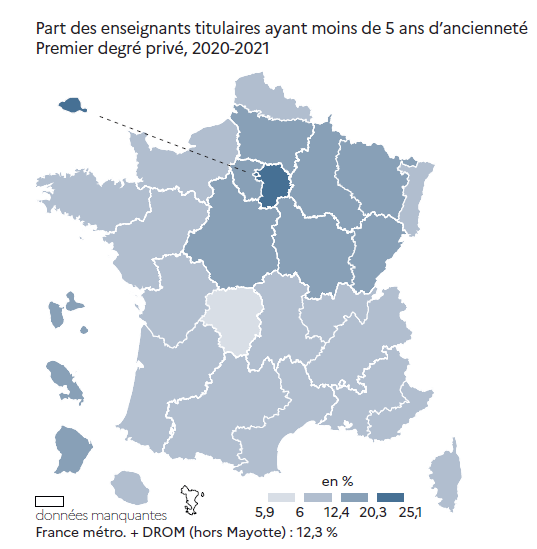 Part des enseignants titulaires ayant moins de 5 ans d’ancienneté
Premier degré privé, 2020-2021
en %
5,9 6 12,4 20,3 25,1
données manquantes
France métro. + DROM (hors Mayotte) : 12,3 %